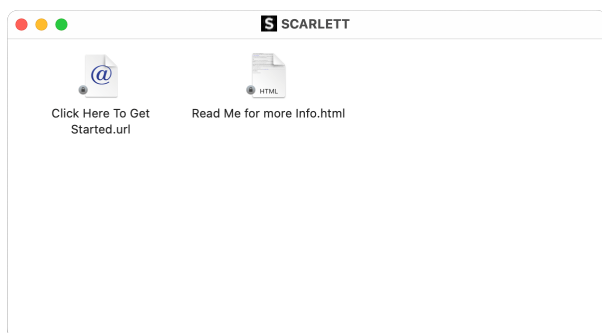 S SCARLETT
@
HTML
Click Here To Get
Started.url
Read Me for more Info.html